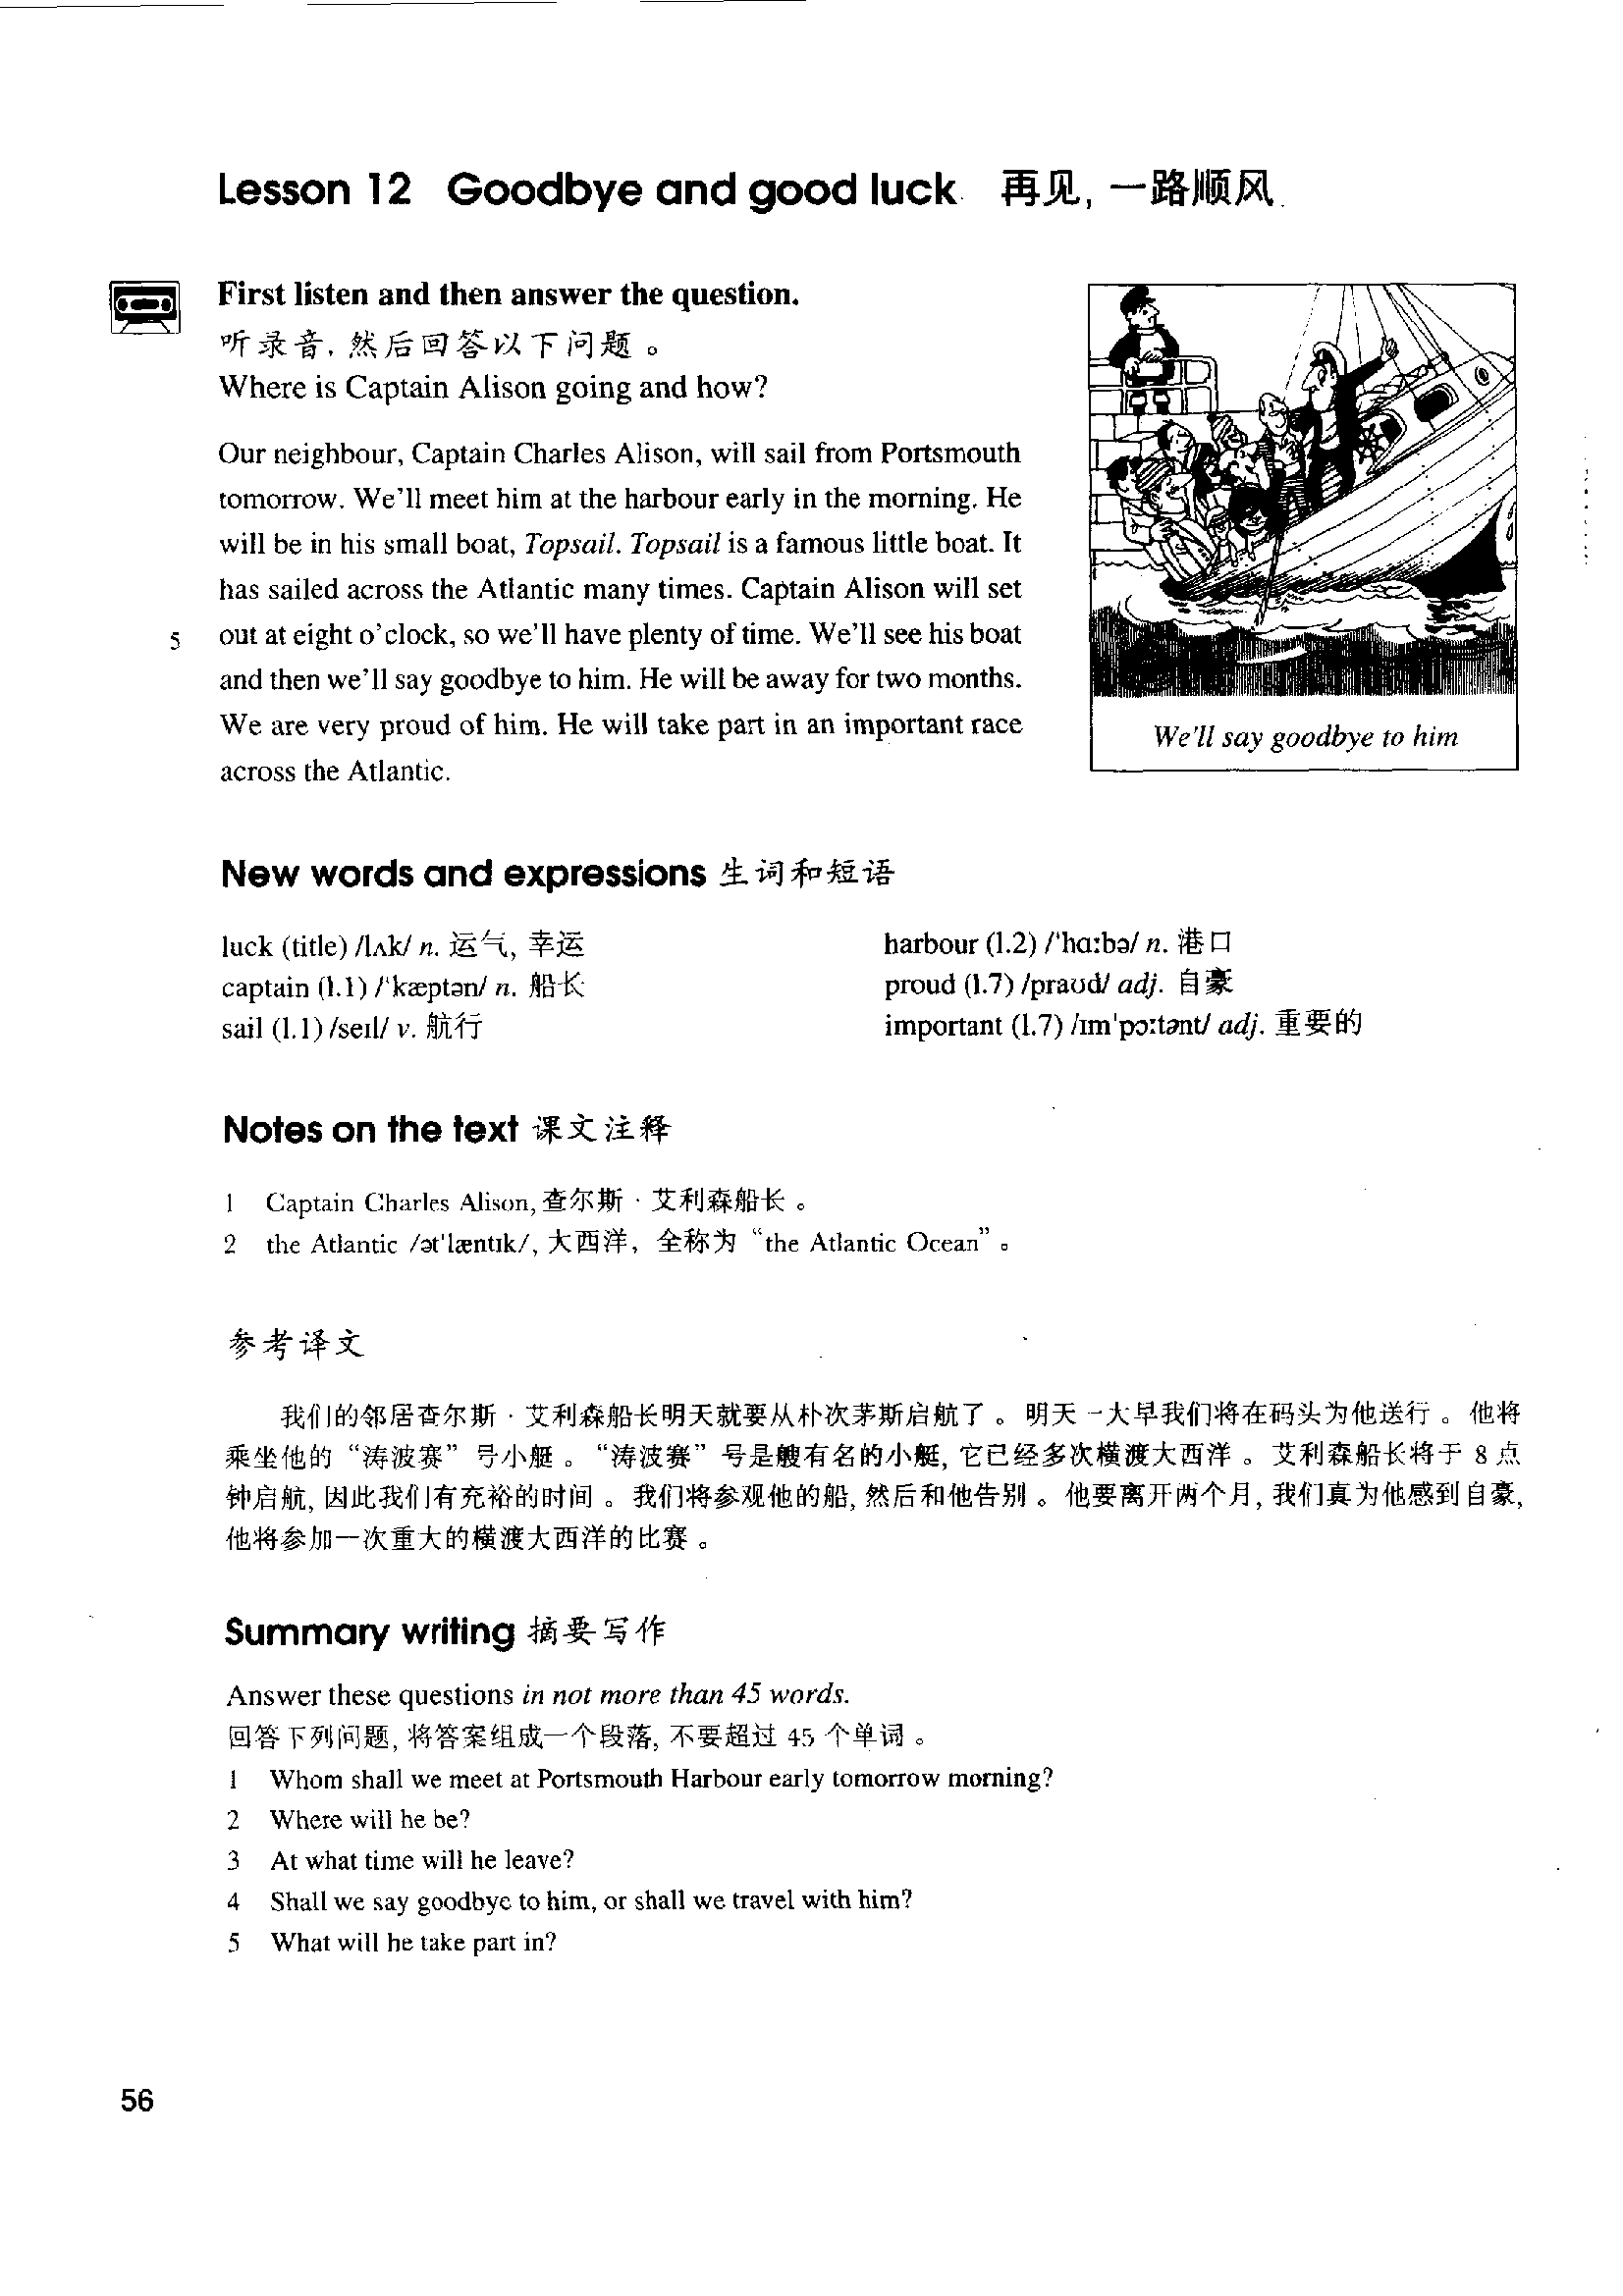 Lesson 12 Goodbye and good luck 再见, 一路顺风
First listen and then answer the question.
听录音, 然后回答以下问题。
Where is Captain Alison going and how?
Our neighbour, Captain Charles Alison, will sail from Portsmouth
tomorrow. We'll meet him at the harbour early in the morning. He
will be in his small boat, Topsail. Topsail is a famous little boat. It
has sailed across the Atlantic many times. Captain Alison will set
5 out at eight o'clock, so we'll have plenty of time. We'll see his boat
and then we'll say goodbye to him. He will be away for two months.
We are very proud of him. He will take part in an important race
across the Atlantic.
We'll say goodbye to him
New words and expressions 生词和短语
luck (title) /lʌk/ n. 运气, 幸运
captain (l.1) /'kæptən/ n. 船长
sail (l.1) /seɪl/ v. 航行
harbour (l.2) /'hɑːbə/ n. 港口
proud (l.7) /praʊd/ adj. 自豪
important (l.7) /ɪm'pɔːtənt/ adj. 重要的
Notes on the text 课文注释
1 Captain Charles Alison, 查尔斯·艾利森船长。
2 the Atlantic /ət'læntɪk/, 大西洋, 全称为 “the Atlantic Ocean”。
参考译文
我们的邻居查尔斯·艾利森船长明天就要从朴次茅斯启航了。明天一大早我们将在码头为他送行。他将
乘坐他的“涛波赛”号小艇。“涛波赛”号是艘有名的小艇, 它已经多次横渡大西洋。艾利森船长将于 8 点
钟启航, 因此我们有充裕的时间。我们将参观他的船, 然后和他告别。他要离开两个月, 我们真为他感到自豪,
他将参加一次重大的横渡大西洋的比赛。
Summary writing 摘要写作
Answer these questions in not more than 45 words.
回答下列问题, 将答案组成一个段落, 不要超过 45 个单词。
1 Whom shall we meet at Portsmouth Harbour early tomorrow morning?
2 Where will he be?
3 At what time will he leave?
4 Shall we say goodbye to him, or shall we travel with him?
5 What will he take part in?
56